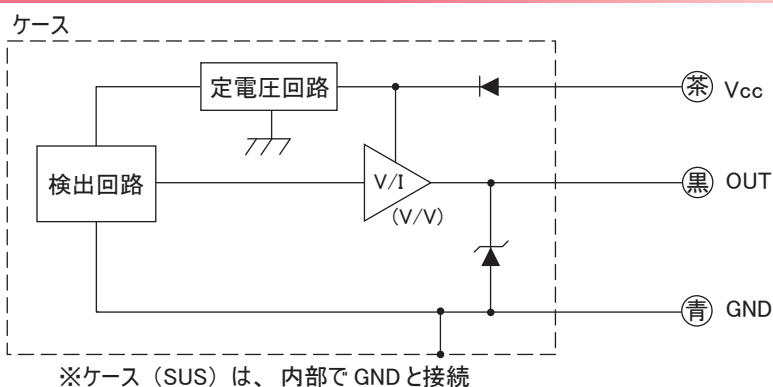 ケース
定電圧回路
茶 Vcc
検出回路
V/I
(V/V)
黒 OUT
青 GND
※ケース（SUS）は、内部で GND と接続